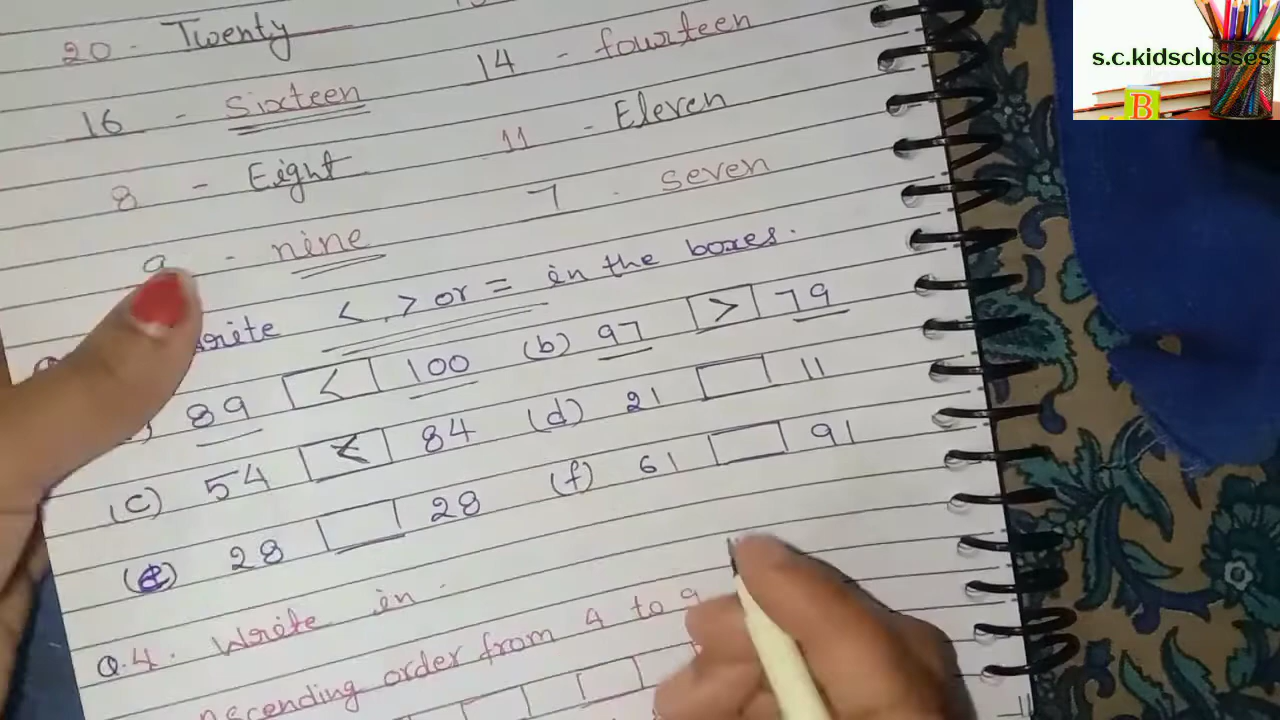 s.c.kidsclasses
B
20 - Twenty
14 - fourteen
16 - Sixteen
11 - Eleven
8 - Eight
7 - seven
9 - nine
write <, > or = in the boxes.
89 < 100 (b) 97 > 79
(c) 54 < 84 (d) 21 11
(e) 28 28 (f) 61 91
Q.4. Write in
order from 4 to 9